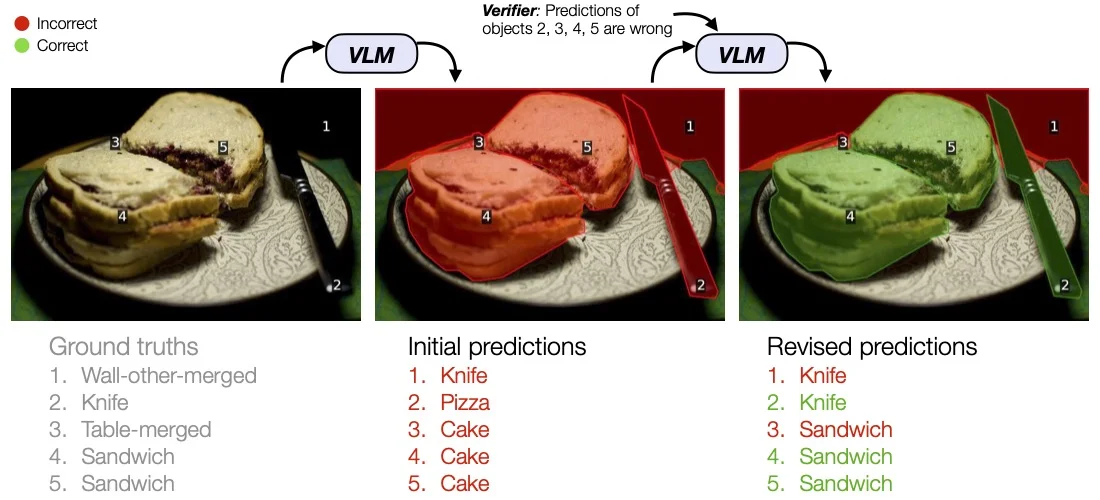 Incorrect
Correct
Verifier: Predictions of
objects 2, 3, 4, 5 are wrong
VLM
VLM
1
3
5
4
2
1
3
5
4
2
1
3
5
4
2
Ground truths
1. Wall-other-merged
2. Knife
3. Table-merged
4. Sandwich
5. Sandwich
Initial predictions
1. Knife
2. Pizza
3. Cake
4. Cake
5. Cake
Revised predictions
1. Knife
2. Knife
3. Sandwich
4. Sandwich
5. Sandwich